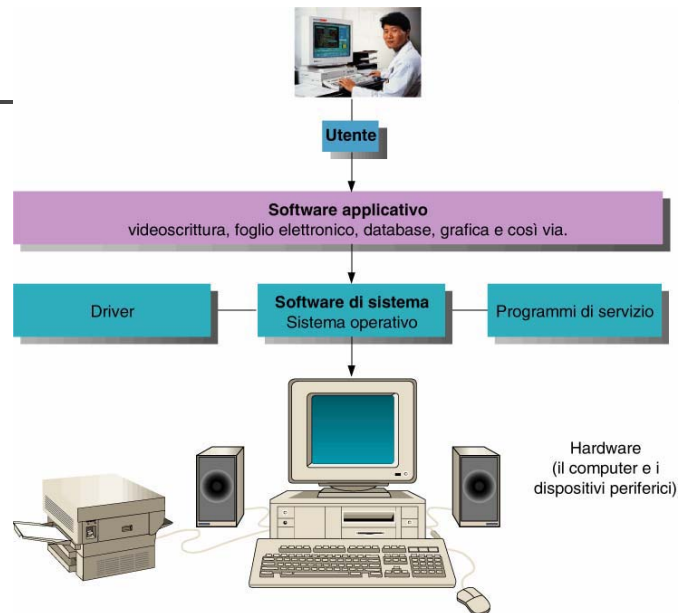 Utente
Software applicativo
videoscrittura, foglio elettronico, database, grafica e così via.
Driver
Software di sistema
Sistema operativo
Programmi di servizio
Hardware
(il computer e i
dispositivi periferici)